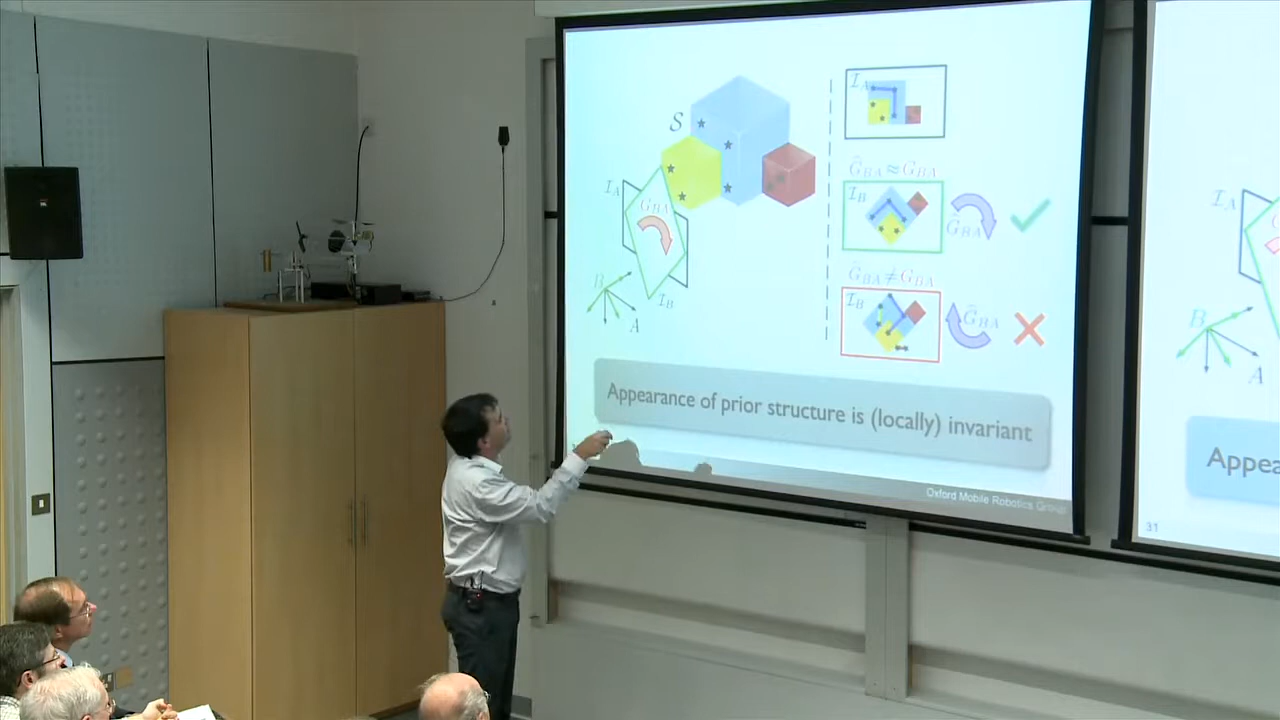 S
I_A
Ĝ_BA ≈ G_BA
I_A
G_BA
I_B
Ĝ_BA
B
I_B
A
Ĝ_BA ≠ G_BA
I_B
Ĝ_BA
Appearance of prior structure is (locally) invariant
Oxford Mobile Robotics Group
I_A
B
A
Appea
31